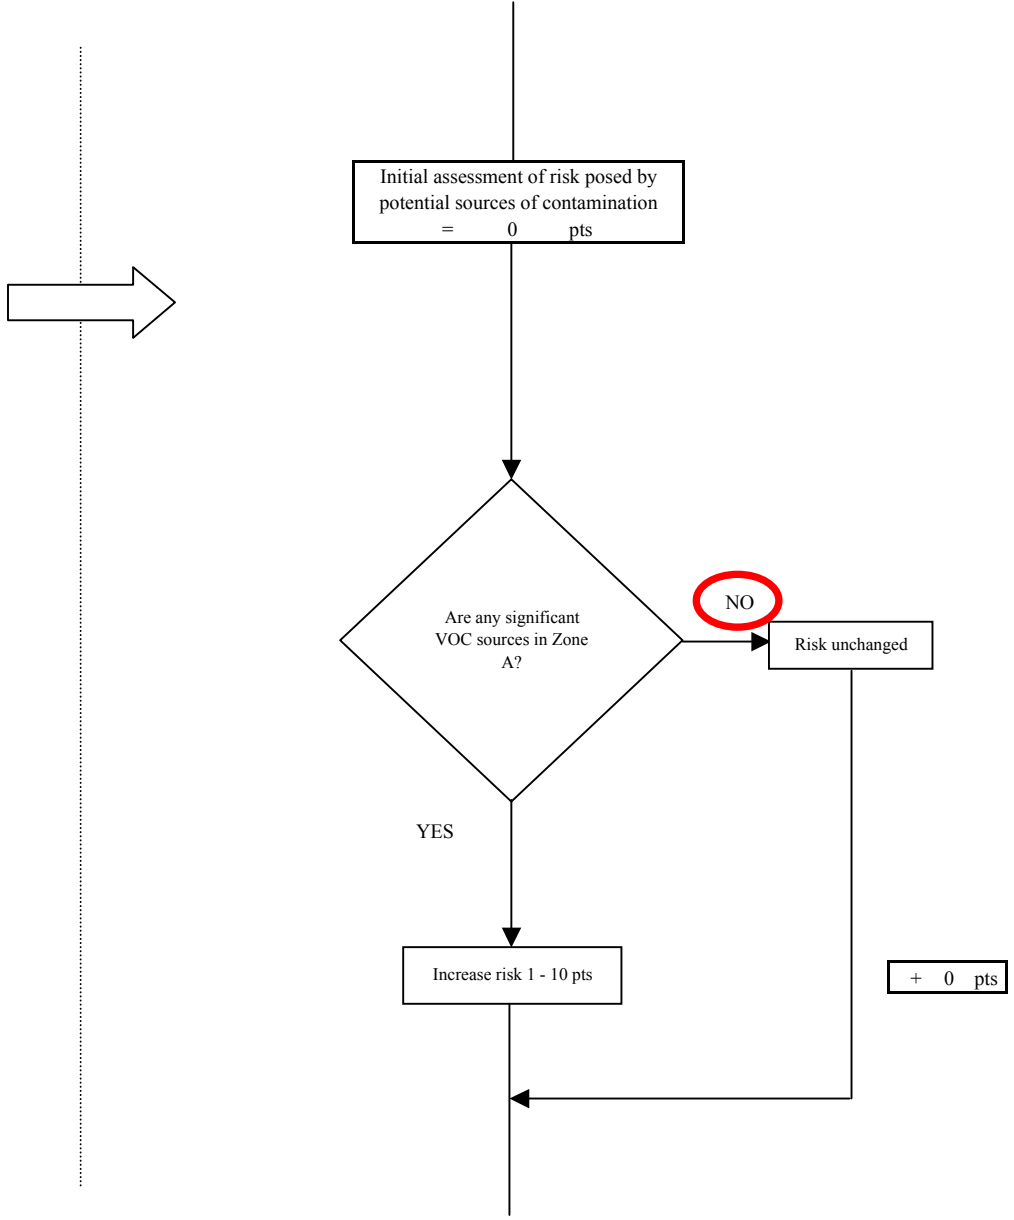 Initial assessment of risk posed by
potential sources of contamination
= 0 pts
Are any significant
VOC sources in Zone
A?
NO
Risk unchanged
YES
Increase risk 1 - 10 pts
+ 0 pts